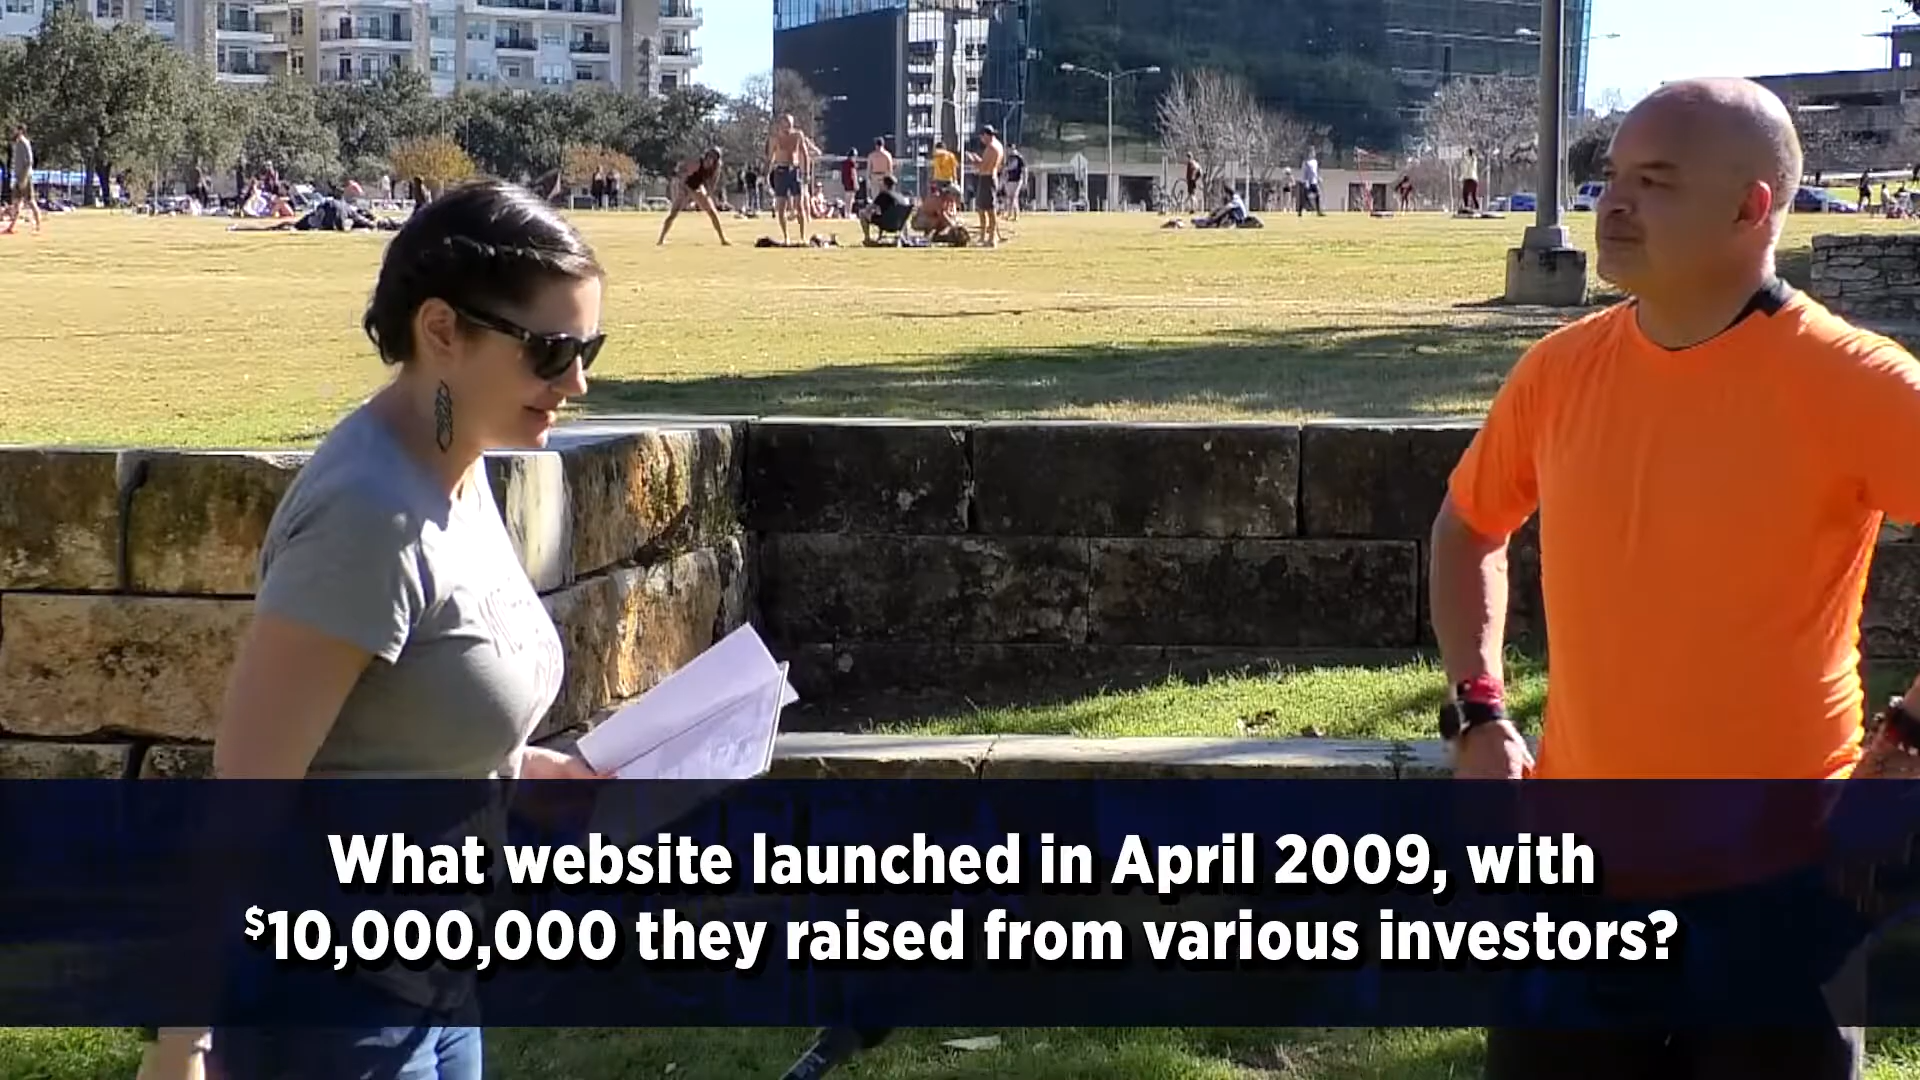 What website launched in April 2009, with
$10,000,000 they raised from various investors?